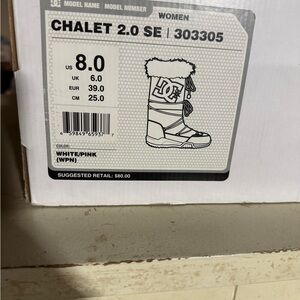 MODEL NAME MODEL NUMBER
WOMEN
CHALET 2.0 SE | 303305
US 8.0
UK 6.0
EUR 39.0
CM 25.0
COLOR:
WHITE/PINK
(WPN)
SUGGESTED RETAIL: $80.00